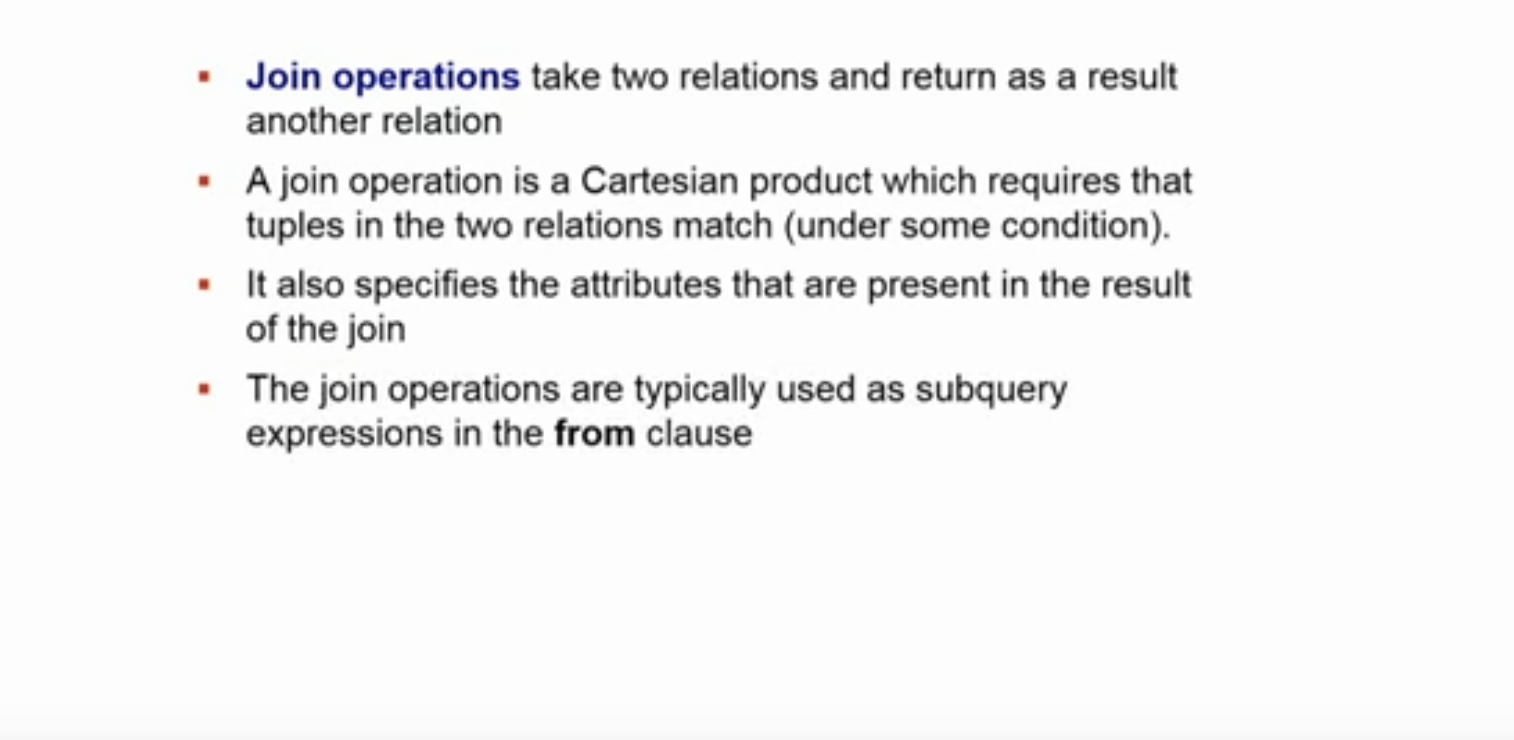 ▪ Join operations take two relations and return as a result
another relation
▪ A join operation is a Cartesian product which requires that
tuples in the two relations match (under some condition).
▪ It also specifies the attributes that are present in the result
of the join
▪ The join operations are typically used as subquery
expressions in the from clause